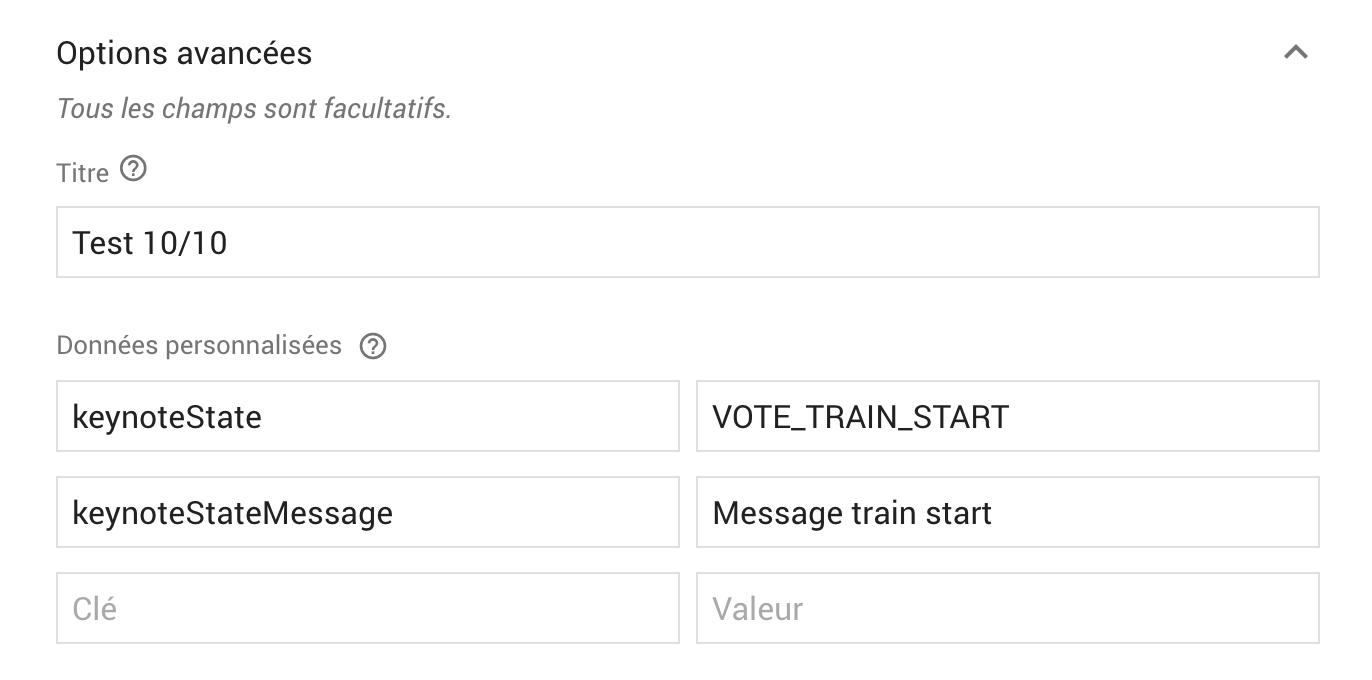 Options avancées
Tous les champs sont facultatifs.
Titre
Test 10/10
Données personnalisées
keynoteState VOTE_TRAIN_START
keynoteStateMessage Message train start
Clé Valeur